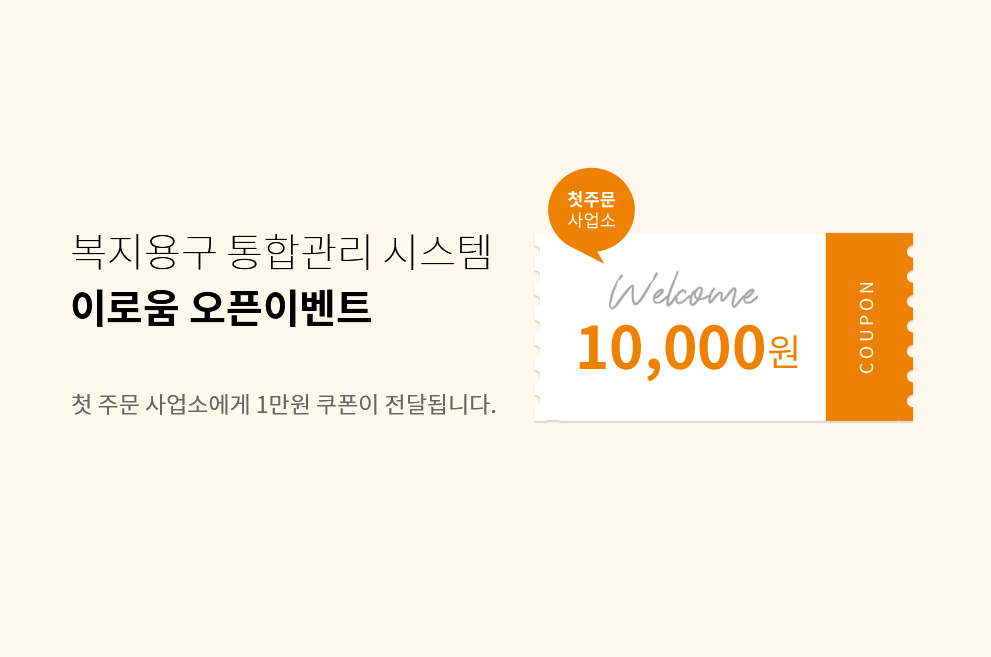 복지용구 통합관리 시스템
이로움 오픈이벤트
첫 주문 사업소에게 1만원 쿠폰이 전달됩니다.
첫주문
사업소
Welcome
10,000원
COUPON